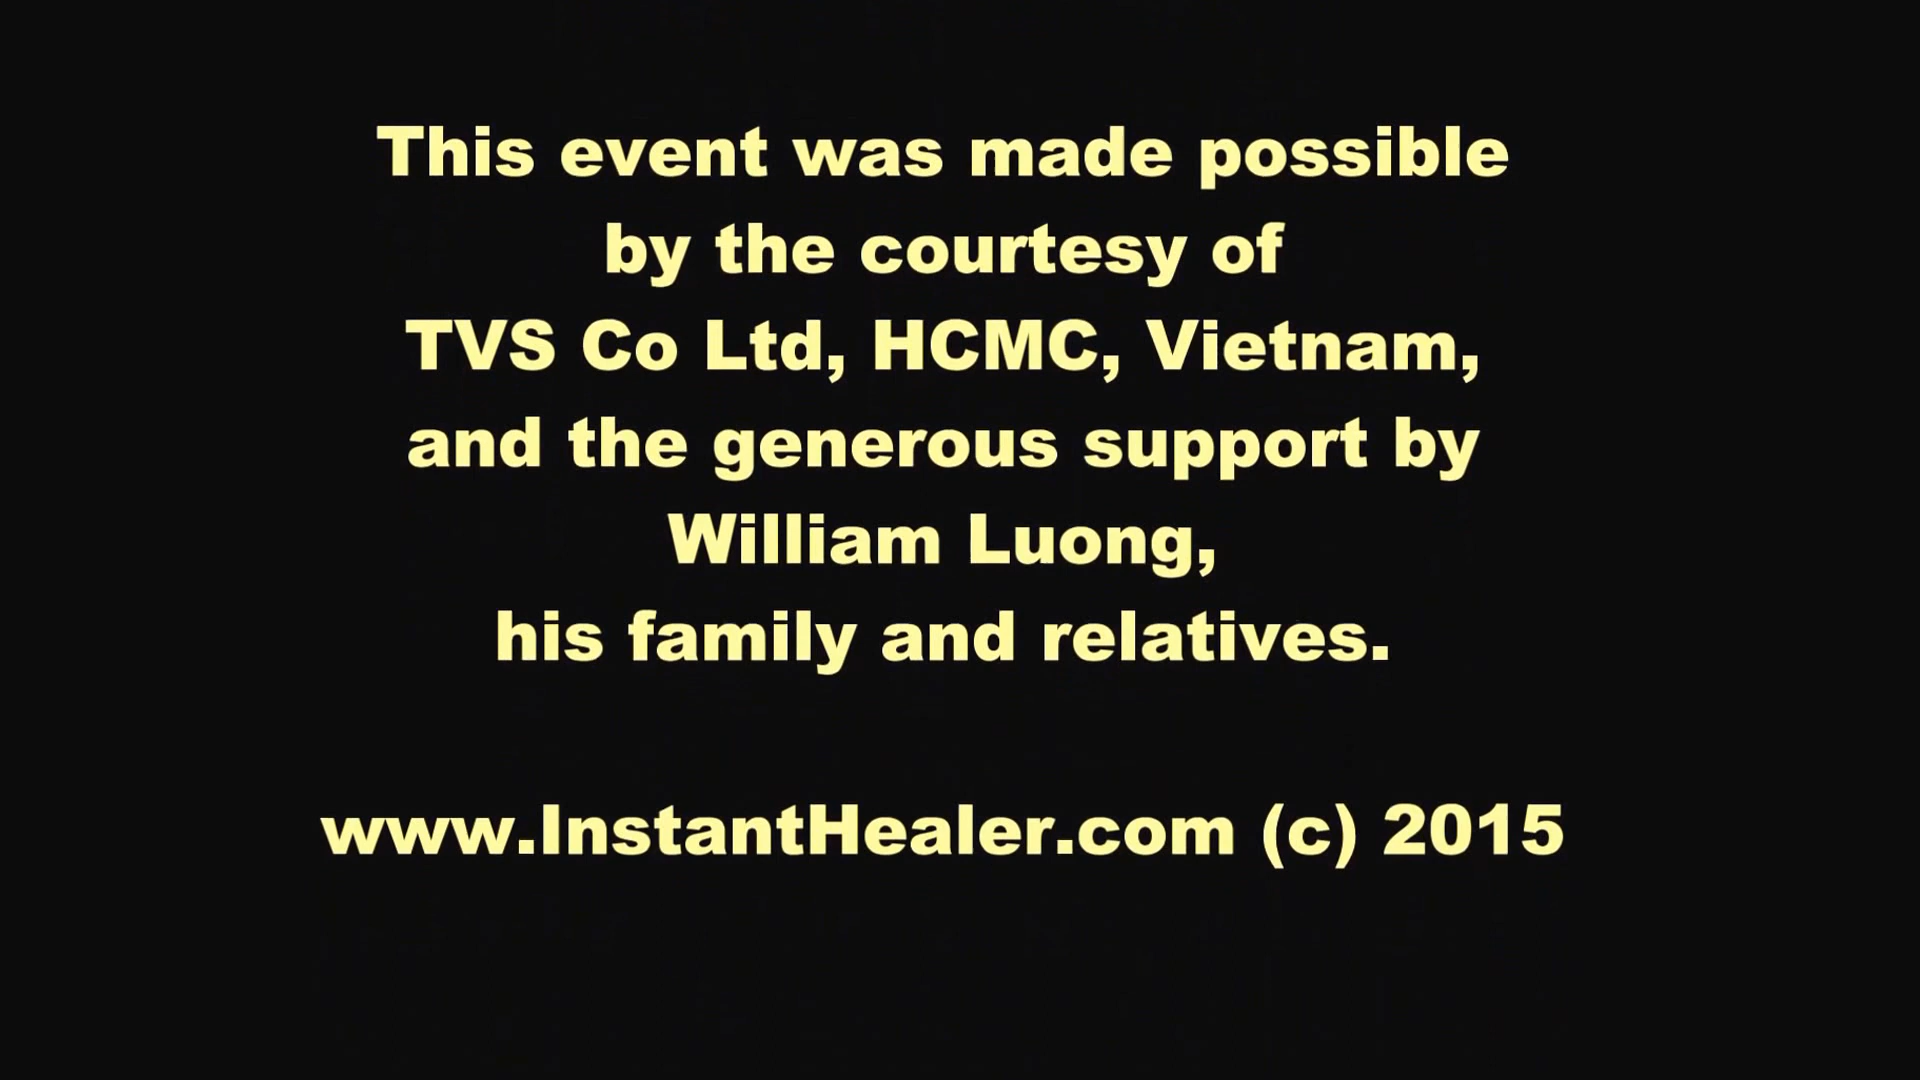 This event was made possible
by the courtesy of
TVS Co Ltd, HCMC, Vietnam,
and the generous support by
William Luong,
his family and relatives.
www.InstantHealer.com (c) 2015